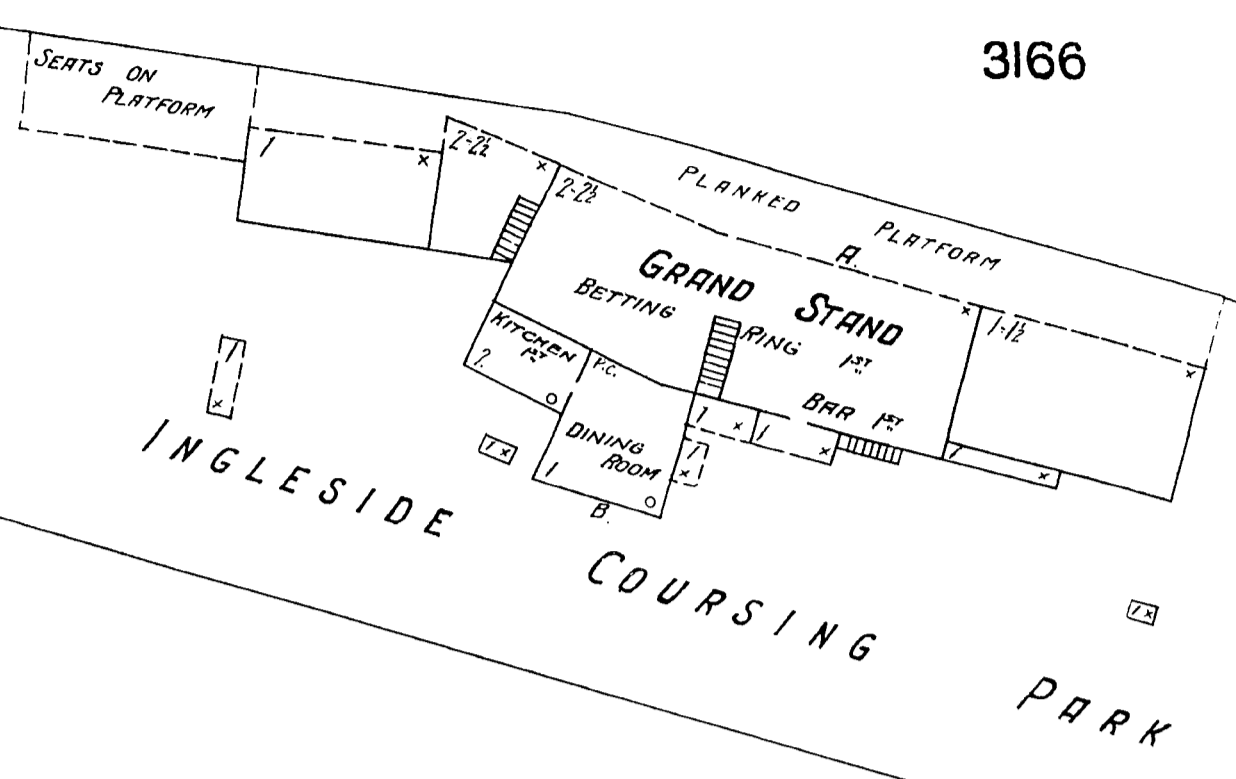 3166
SEATS ON
PLATFORM
1
x
2-2½
x
2-2½
PLANKED PLATFORM
A.
GRAND STAND
BETTING RING 1ST
x
1-1½
x
KITCHEN
1ST
2
P.C.
BAR 1ST
1
x
1
x
1
x
1
x
DINING
ROOM
1
B.
1
x
1 x
1
x
INGLESIDE COURSING PARK
1 x